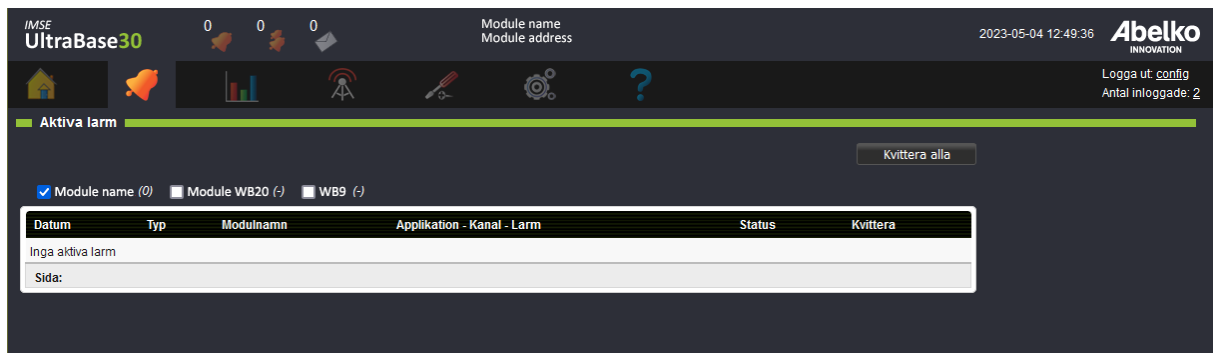 IMSE
UltraBase30
0 0 0
Module name
Module address
2023-05-04 12:49:36
Abelko
INNOVATION
?
Logga ut: config
Antal inloggade: 2
Aktiva larm
Kvittera alla
Module name (0) Module WB20 (-) WB9 (-)
Datum Typ Modulnamn Applikation - Kanal - Larm Status Kvittera
Inga aktiva larm
Sida: